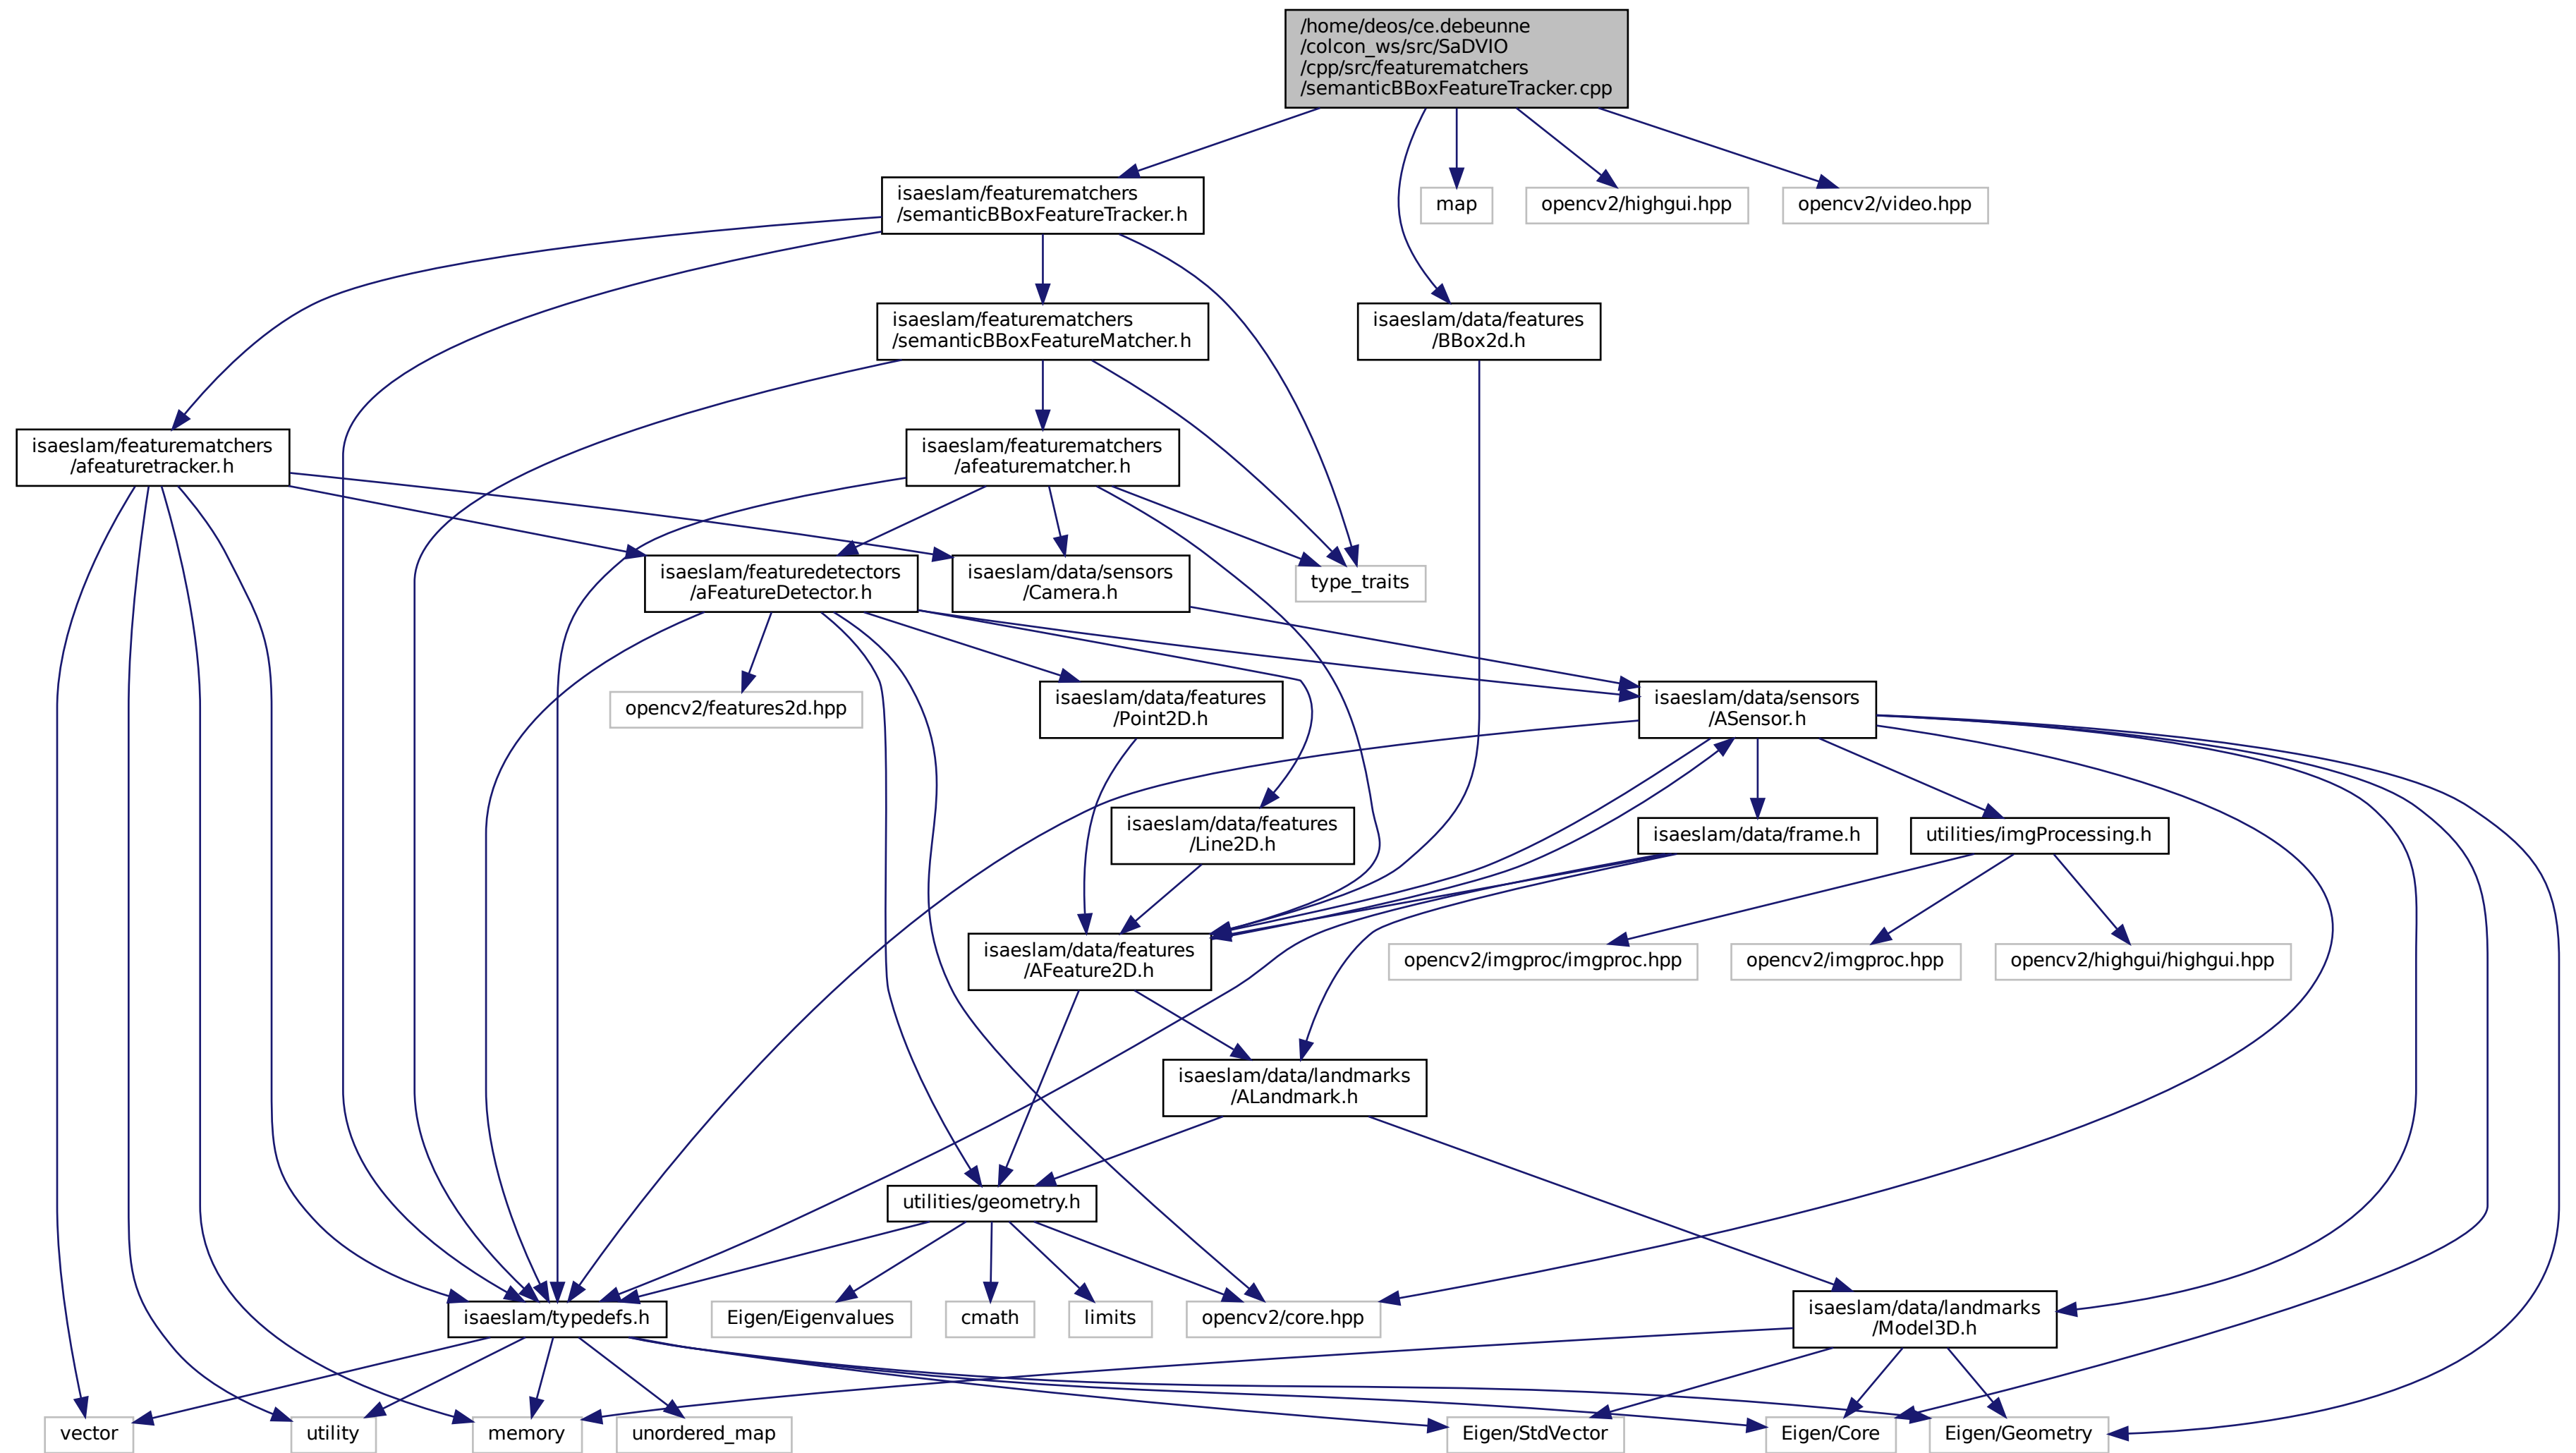 /home/deos/ce.debeunne
/colcon_ws/src/SaDVIO
/cpp/src/featurematchers
/semanticBBoxFeatureTracker.cpp
isaeslam/featurematchers
/semanticBBoxFeatureTracker.h
map
opencv2/highgui.hpp
opencv2/video.hpp
isaeslam/featurematchers
/semanticBBoxFeatureMatcher.h
isaeslam/data/features
/BBox2d.h
isaeslam/featurematchers
/afeaturetracker.h
isaeslam/featurematchers
/afeaturematcher.h
isaeslam/featuredetectors
/aFeatureDetector.h
isaeslam/data/sensors
/Camera.h
type_traits
opencv2/features2d.hpp
isaeslam/data/features
/Point2D.h
isaeslam/data/sensors
/ASensor.h
isaeslam/data/features
/Line2D.h
isaeslam/data/frame.h
utilities/imgProcessing.h
isaeslam/data/features
/AFeature2D.h
opencv2/imgproc/imgproc.hpp
opencv2/imgproc.hpp
opencv2/highgui/highgui.hpp
isaeslam/data/landmarks
/ALandmark.h
utilities/geometry.h
isaeslam/typedefs.h
Eigen/Eigenvalues
cmath
limits
opencv2/core.hpp
isaeslam/data/landmarks
/Model3D.h
vector
utility
memory
unordered_map
Eigen/StdVector
Eigen/Core
Eigen/Geometry